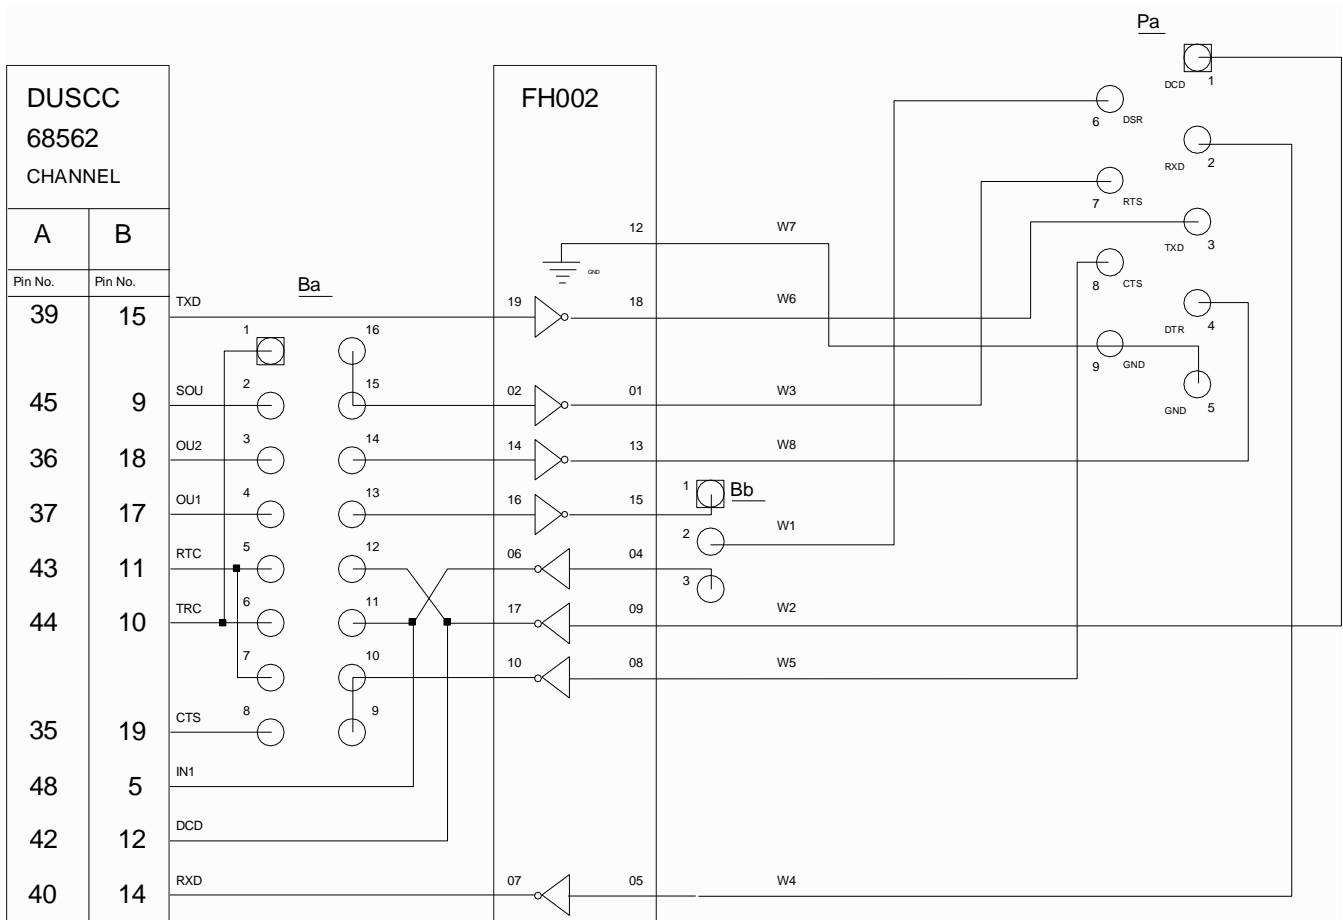 Pa
DUSCC
68562
CHANNEL
A B
Pin No. Pin No.
FH002
Ba
Bb
DCD 1
6 DSR
RXD 2
7 RTS
TXD 3
8 CTS
DTR 4
9 GND
GND 5
12 W7
GND
39 15 TXD 19 18 W6
1 16
2 15
45 9 SOU 02 01 W3
3 14
36 18 OU2 14 13 W8
4 13
37 17 OU1 16 15
1
2 W1
3
5 12
43 11 RTC 06 04
6 11
44 10 TRC 17 09 W2
7 10
10 08 W5
8 9
35 19 CTS
48 5 IN1
42 12 DCD
40 14 RXD 07 05 W4